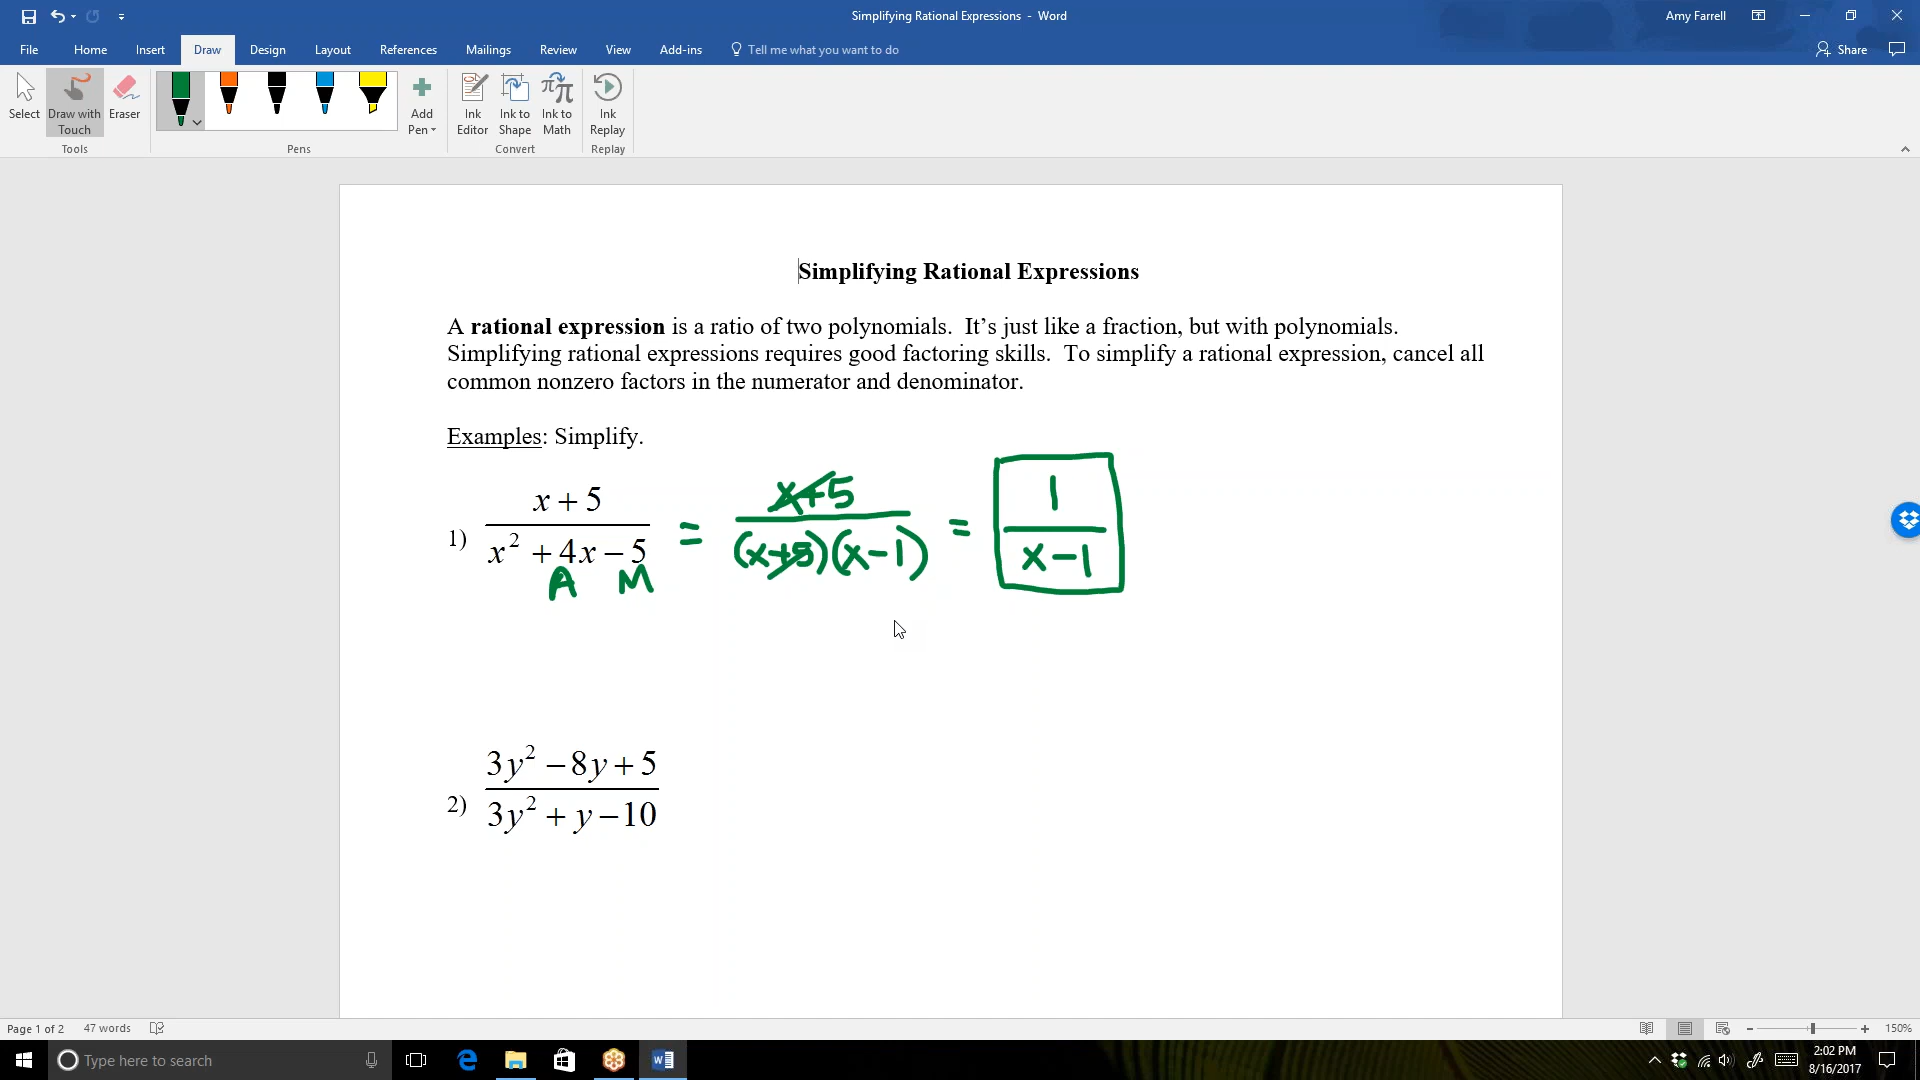 Simplifying Rational Expressions - Word
Amy Farrell
File Home Insert Draw Design Layout References Mailings Review View Add-ins Tell me what you want to do Share
Select Draw with Touch Eraser Add Pen Ink Editor Ink to Shape Ink to Math Ink Replay
Tools Pens Convert Replay
Simplifying Rational Expressions
A rational expression is a ratio of two polynomials. It's just like a fraction, but with polynomials.
Simplifying rational expressions requires good factoring skills. To simplify a rational expression, cancel all
common nonzero factors in the numerator and denominator.
Examples: Simplify.
1) (x + 5)/(x² + 4x − 5) = (x+5)/((x+5)(x−1)) = 1/(x−1)
A M
2) (3y² − 8y + 5)/(3y² + y − 10)
Page 1 of 2 47 words 150%
Type here to search
2:02 PM
8/16/2017